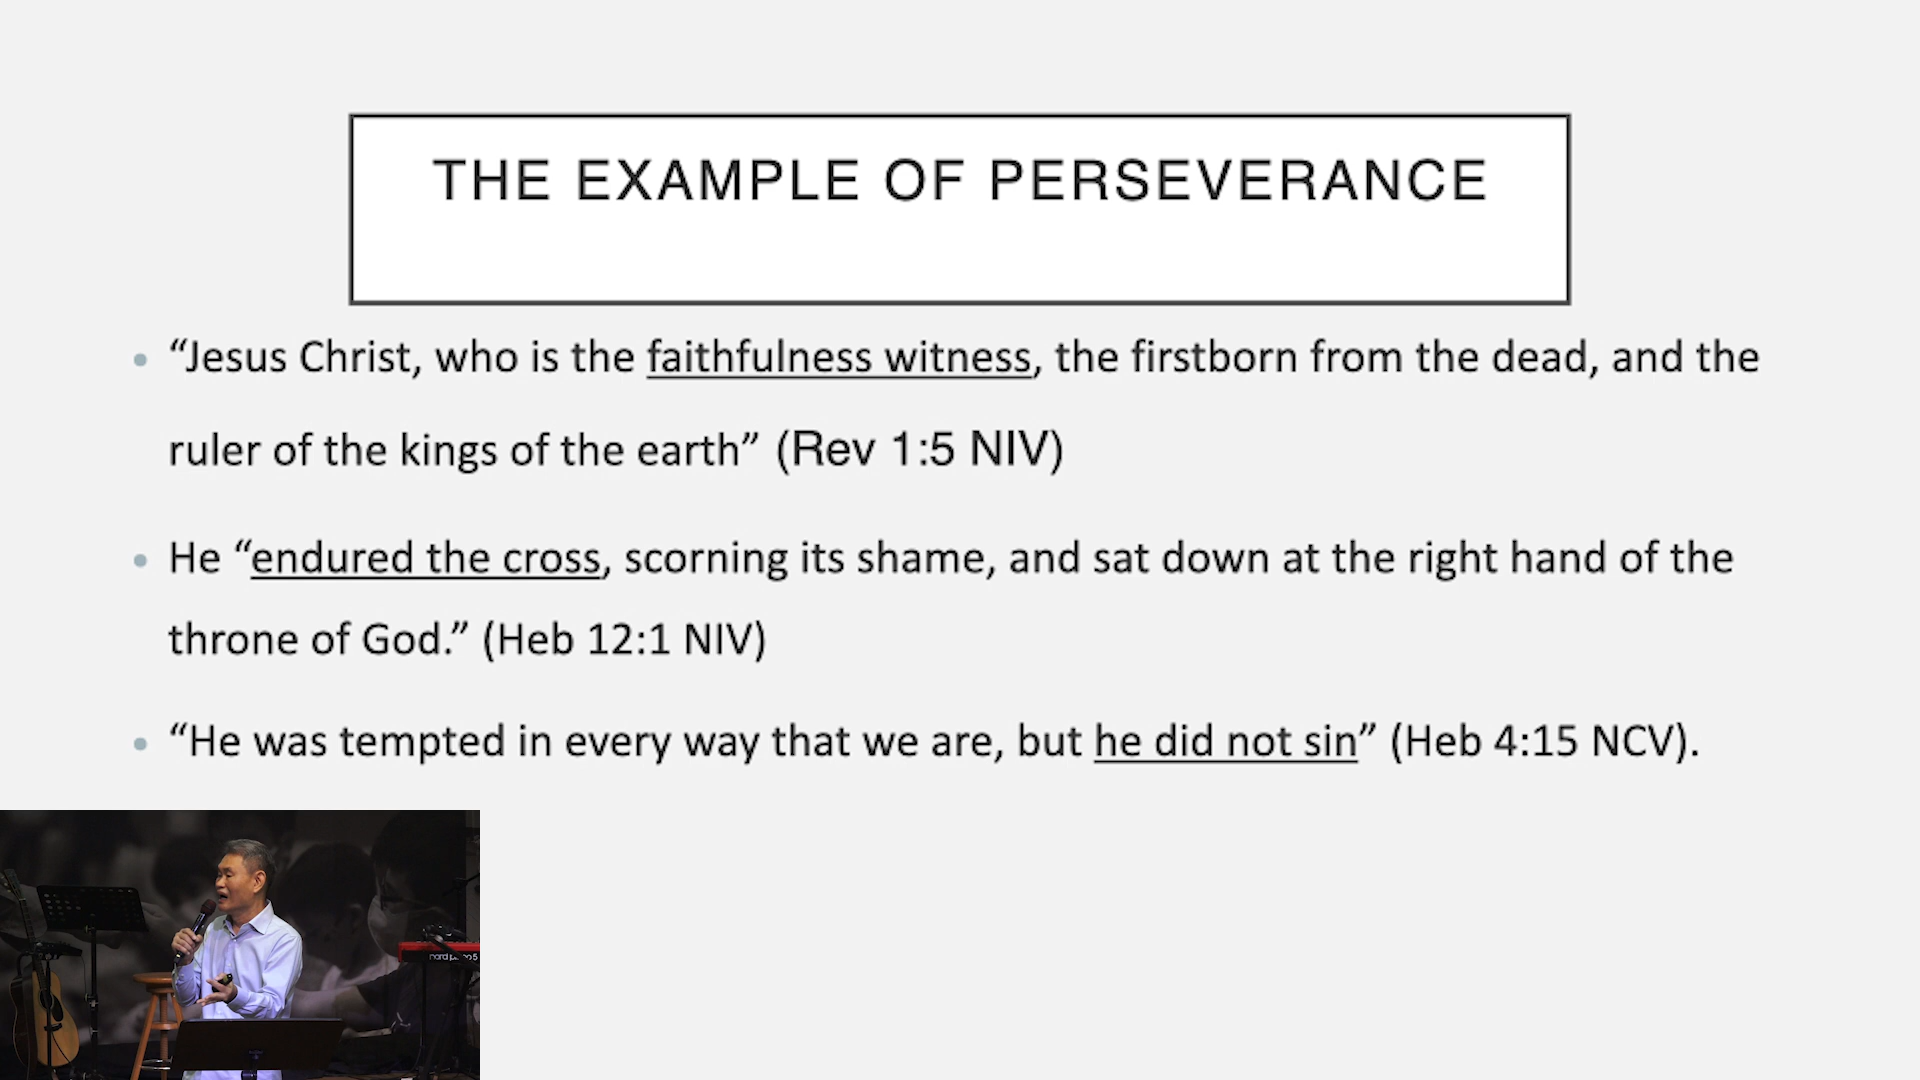 THE EXAMPLE OF PERSEVERANCE
• “Jesus Christ, who is the faithfulness witness, the firstborn from the dead, and the
ruler of the kings of the earth” (Rev 1:5 NIV)
• He “endured the cross, scorning its shame, and sat down at the right hand of the
throne of God.” (Heb 12:1 NIV)
• “He was tempted in every way that we are, but he did not sin” (Heb 4:15 NCV).
nord